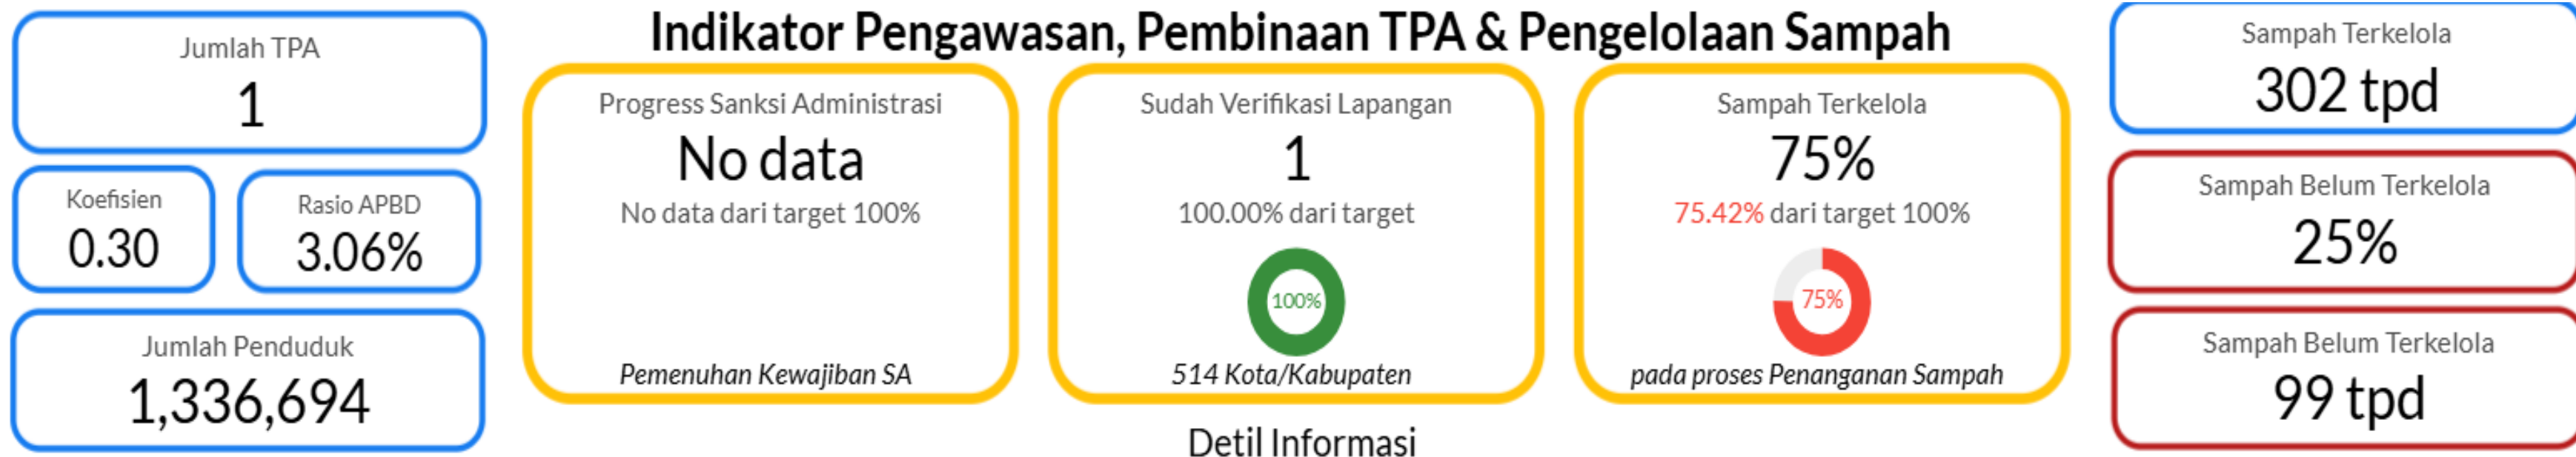 Indikator Pengawasan, Pembinaan TPA & Pengelolaan Sampah
Jumlah TPA
1
Koefisien
0.30
Rasio APBD
3.06%
Jumlah Penduduk
1,336,694
Progress Sanksi Administrasi
No data
No data dari target 100%
Pemenuhan Kewajiban SA
Sudah Verifikasi Lapangan
1
100.00% dari target
100%
514 Kota/Kabupaten
Sampah Terkelola
75%
75.42% dari target 100%
75%
pada proses Penanganan Sampah
Sampah Terkelola
302 tpd
Sampah Belum Terkelola
25%
Sampah Belum Terkelola
99 tpd
Detil Informasi